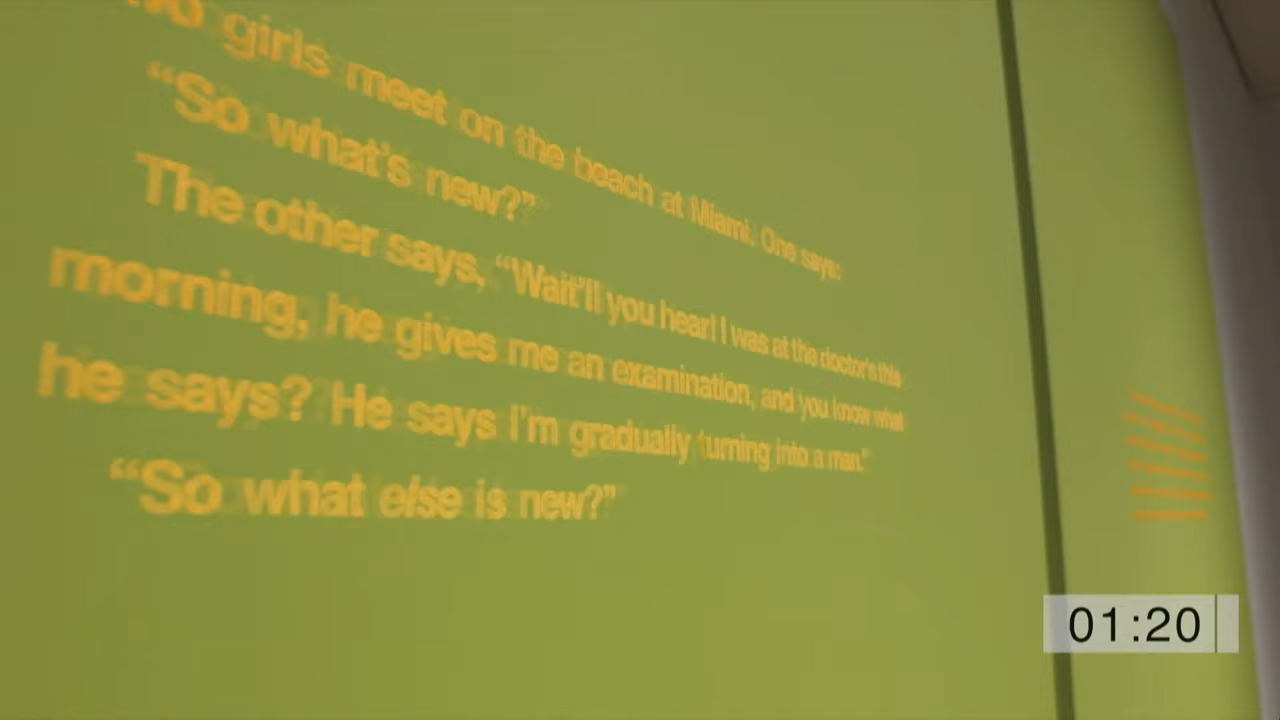 girls meet on the beach at Miami. One says:
“So what’s new?”
The other says, “Wait’ll you hear! I was at the doctor’s this
morning, he gives me an examination, and you know what
he says? He says I’m gradually turning into a man.”
“So what else is new?”
01:20